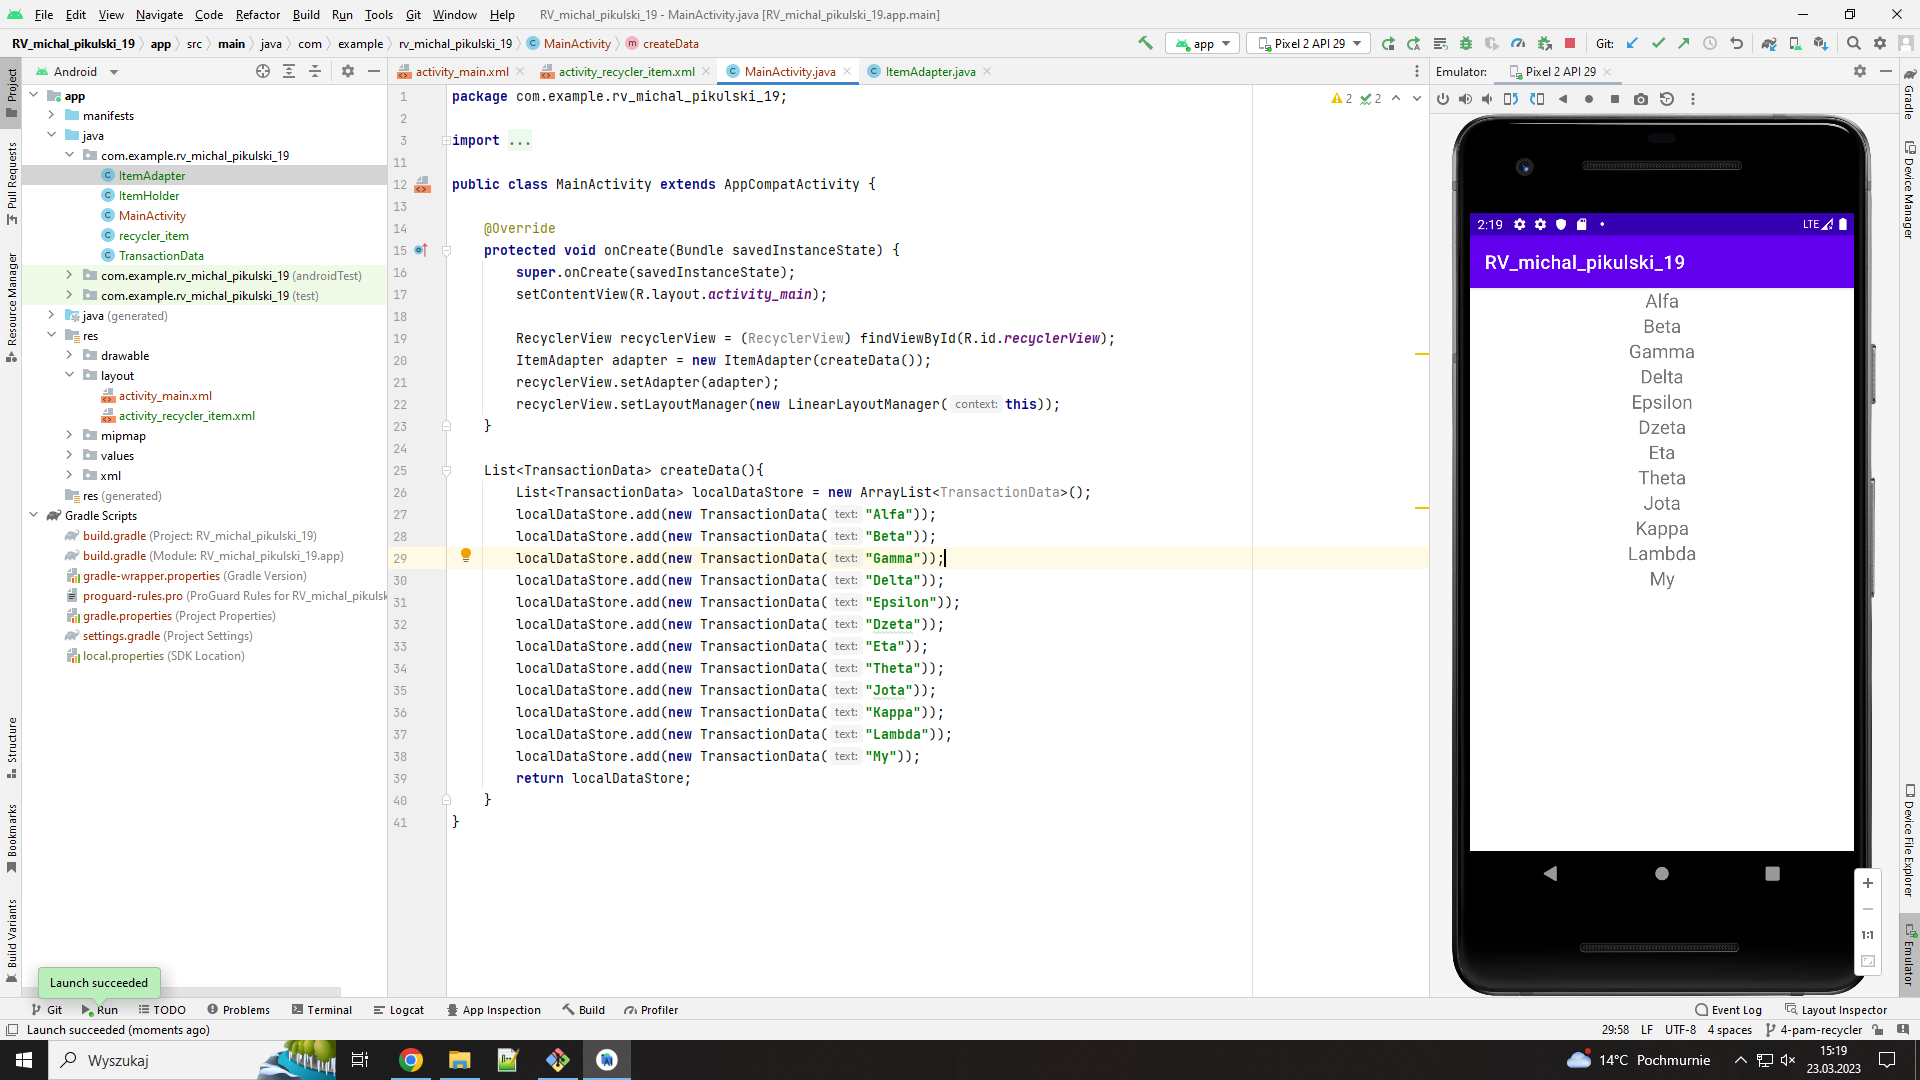 File Edit View Navigate Code Refactor Build Run Tools Git Window Help RV_michal_pikulski_19 - MainActivity.java [RV_michal_pikulski_19.app.main]
RV_michal_pikulski_19 app src main java com example rv_michal_pikulski_19 MainActivity createData app Pixel 2 API 29 Git:
Android activity_main.xml activity_recycler_item.xml MainActivity.java ItemAdapter.java Emulator: Pixel 2 API 29
Project
Pull Requests
Resource Manager
Structure
Bookmarks
Build Variants
app
manifests
java
com.example.rv_michal_pikulski_19
ItemAdapter
ItemHolder
MainActivity
recycler_item
TransactionData
com.example.rv_michal_pikulski_19 (androidTest)
com.example.rv_michal_pikulski_19 (test)
java (generated)
res
drawable
layout
activity_main.xml
activity_recycler_item.xml
mipmap
values
xml
res (generated)
Gradle Scripts
build.gradle (Project: RV_michal_pikulski_19)
build.gradle (Module: RV_michal_pikulski_19.app)
gradle-wrapper.properties (Gradle Version)
proguard-rules.pro (ProGuard Rules for RV_michal_pikulsk
gradle.properties (Project Properties)
settings.gradle (Project Settings)
local.properties (SDK Location)
2 2
1 package com.example.rv_michal_pikulski_19;
2
3 import ...
11
12 public class MainActivity extends AppCompatActivity {
13
14 @Override
15 protected void onCreate(Bundle savedInstanceState) {
16 super.onCreate(savedInstanceState);
17 setContentView(R.layout.activity_main);
18
19 RecyclerView recyclerView = (RecyclerView) findViewById(R.id.recyclerView);
20 ItemAdapter adapter = new ItemAdapter(createData());
21 recyclerView.setAdapter(adapter);
22 recyclerView.setLayoutManager(new LinearLayoutManager( context: this));
23 }
24
25 List<TransactionData> createData(){
26 List<TransactionData> localDataStore = new ArrayList<TransactionData>();
27 localDataStore.add(new TransactionData( text: "Alfa"));
28 localDataStore.add(new TransactionData( text: "Beta"));
29 localDataStore.add(new TransactionData( text: "Gamma"));
30 localDataStore.add(new TransactionData( text: "Delta"));
31 localDataStore.add(new TransactionData( text: "Epsilon"));
32 localDataStore.add(new TransactionData( text: "Dzeta"));
33 localDataStore.add(new TransactionData( text: "Eta"));
34 localDataStore.add(new TransactionData( text: "Theta"));
35 localDataStore.add(new TransactionData( text: "Jota"));
36 localDataStore.add(new TransactionData( text: "Kappa"));
37 localDataStore.add(new TransactionData( text: "Lambda"));
38 localDataStore.add(new TransactionData( text: "My"));
39 return localDataStore;
40 }
41 }
2:19 LTE
RV_michal_pikulski_19
Alfa
Beta
Gamma
Delta
Epsilon
Dzeta
Eta
Theta
Jota
Kappa
Lambda
My
1:1
Gradle
Device Manager
Device File Explorer
Emulator
Launch succeeded
Git Run TODO Problems Terminal Logcat App Inspection Build Profiler Event Log Layout Inspector
Launch succeeded (moments ago) 29:58 LF UTF-8 4 spaces 4-pam-recycler
Wyszukaj 14°C Pochmurnie 15:19
23.03.2023